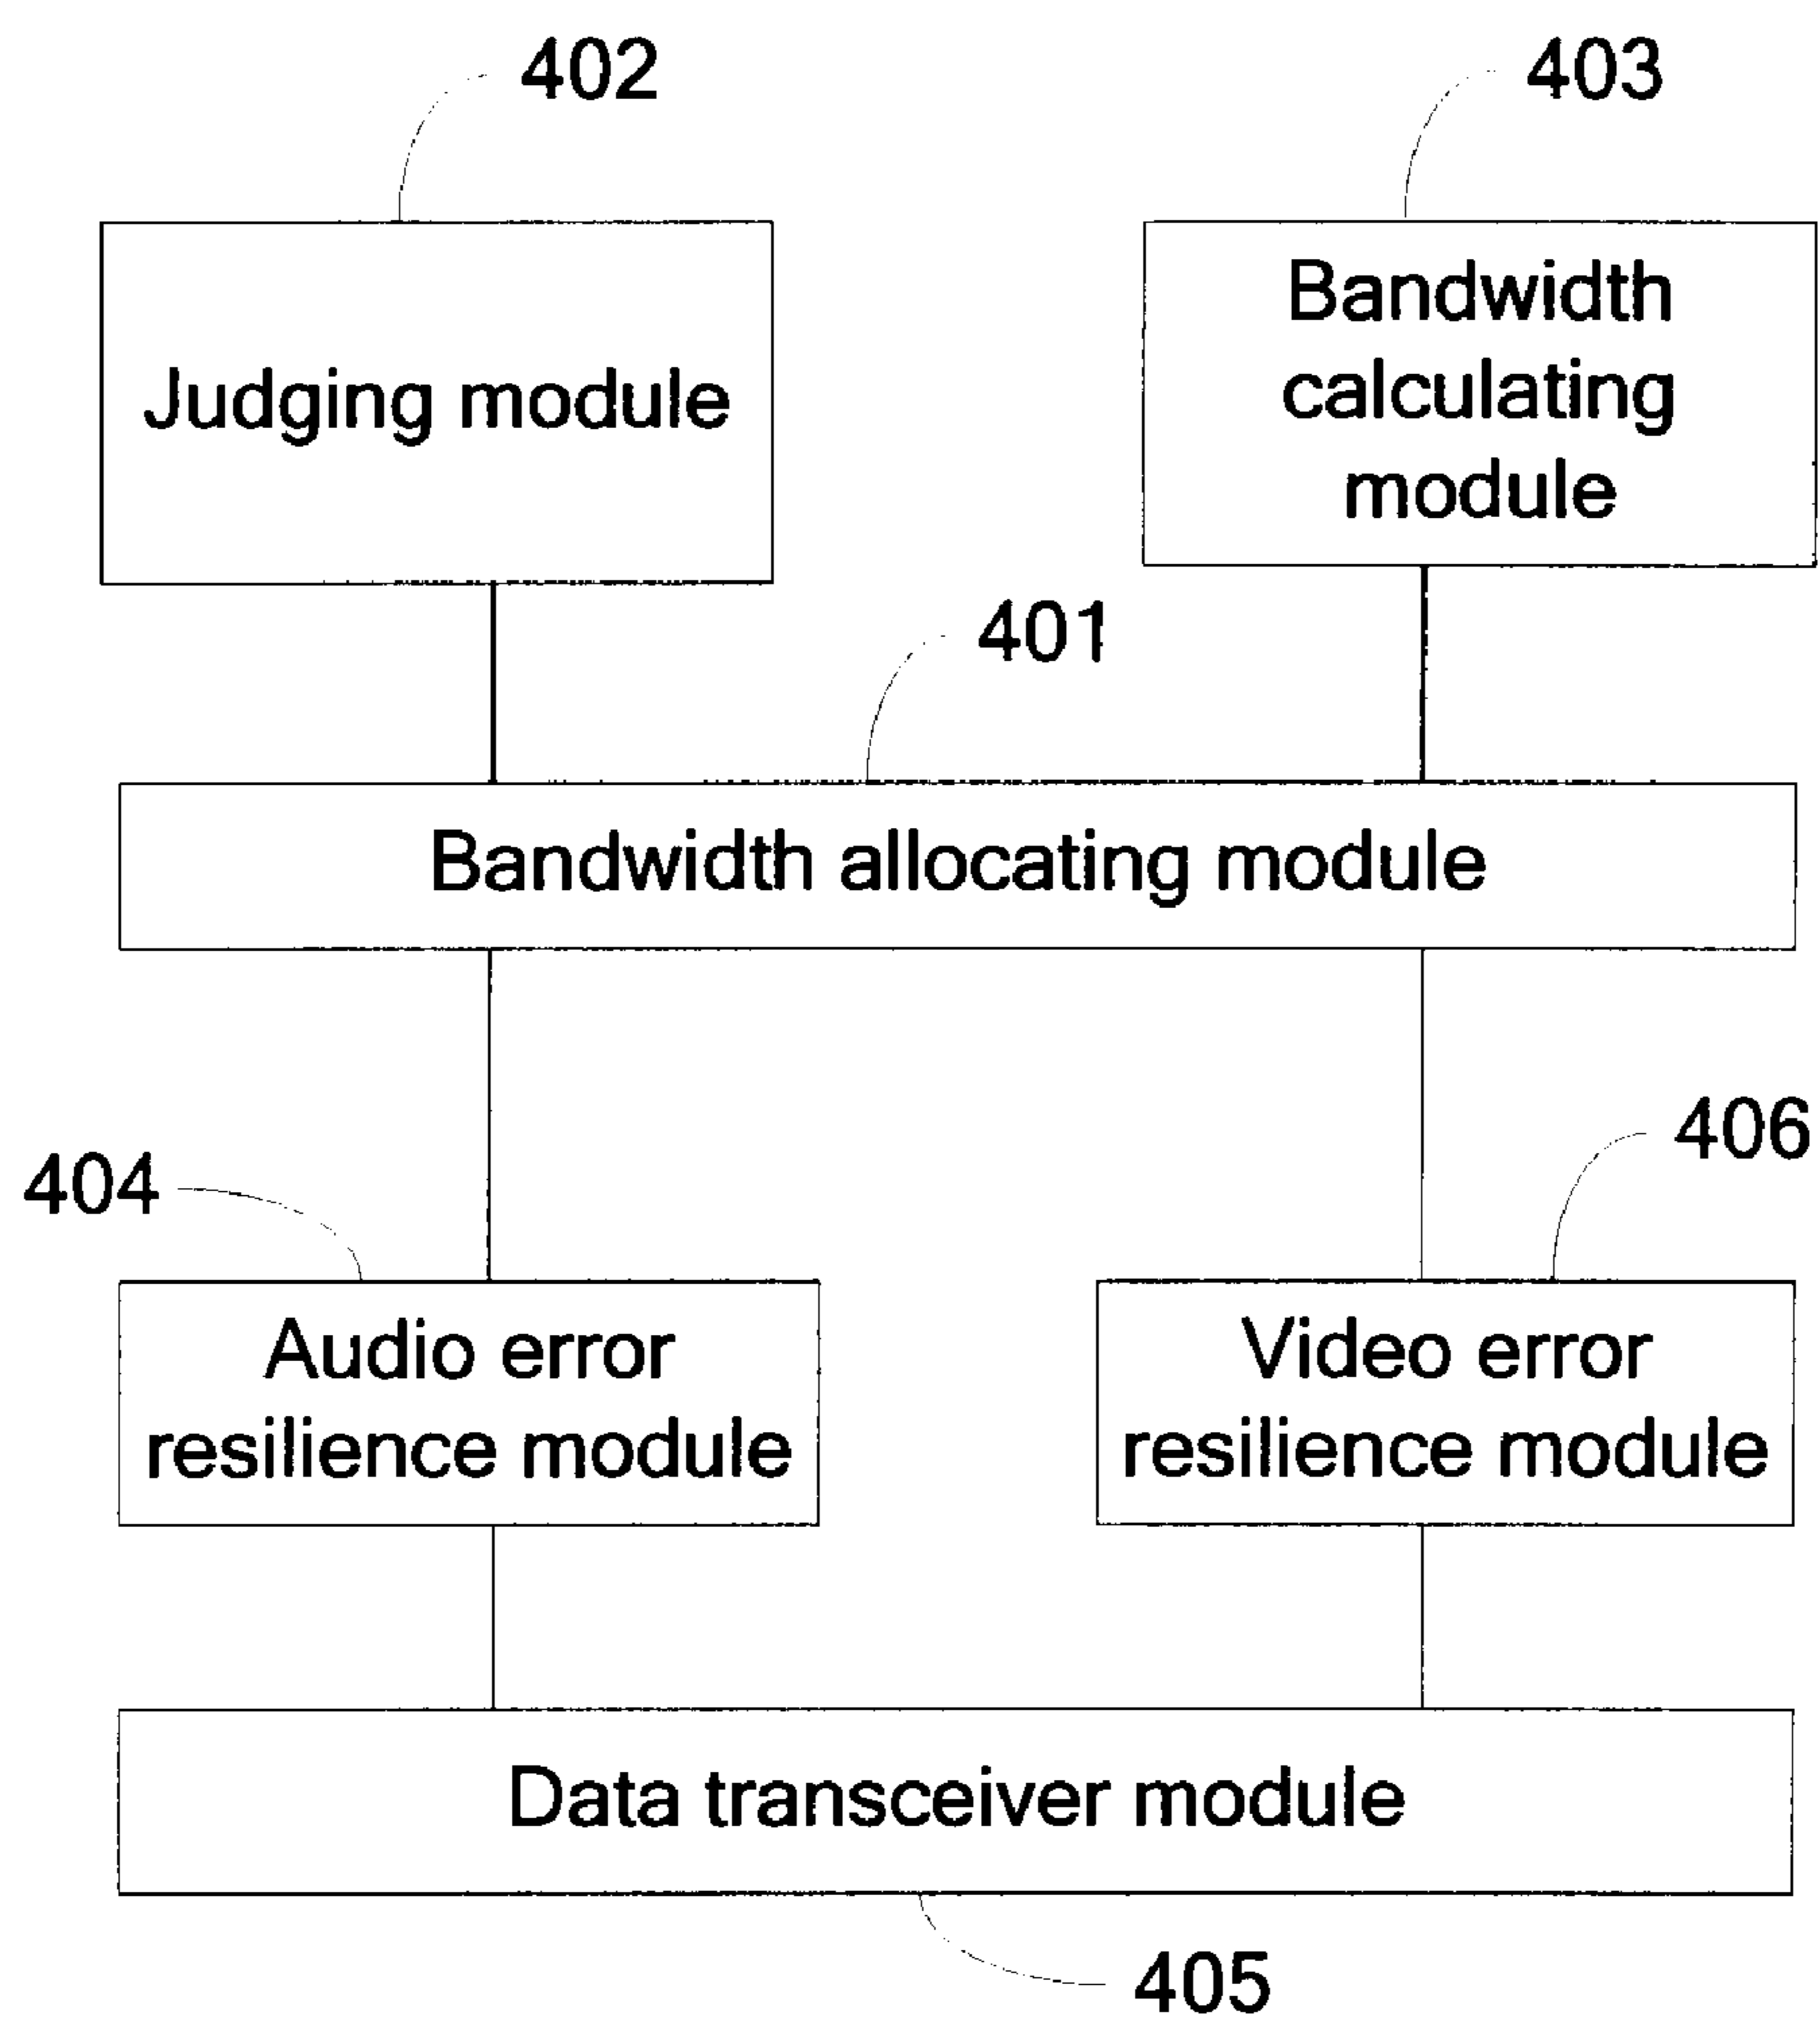 402
403
Judging module
Bandwidth
calculating
module
401
Bandwidth allocating module
404
406
Audio error
resilience module
Video error
resilience module
Data transceiver module
405